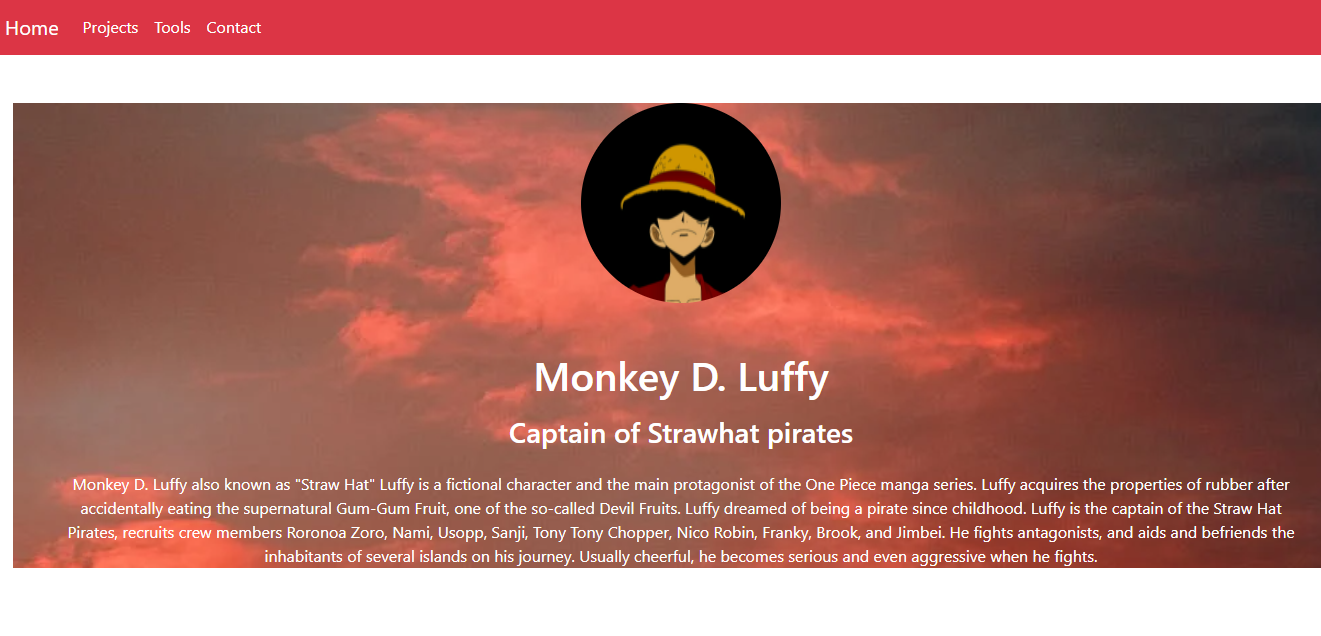 Home Projects Tools Contact
Monkey D. Luffy
Captain of Strawhat pirates
Monkey D. Luffy also known as "Straw Hat" Luffy is a fictional character and the main protagonist of the One Piece manga series. Luffy acquires the properties of rubber after
accidentally eating the supernatural Gum-Gum Fruit, one of the so-called Devil Fruits. Luffy dreamed of being a pirate since childhood. Luffy is the captain of the Straw Hat
Pirates, recruits crew members Roronoa Zoro, Nami, Usopp, Sanji, Tony Tony Chopper, Nico Robin, Franky, Brook, and Jimbei. He fights antagonists, and aids and befriends the
inhabitants of several islands on his journey. Usually cheerful, he becomes serious and even aggressive when he fights.